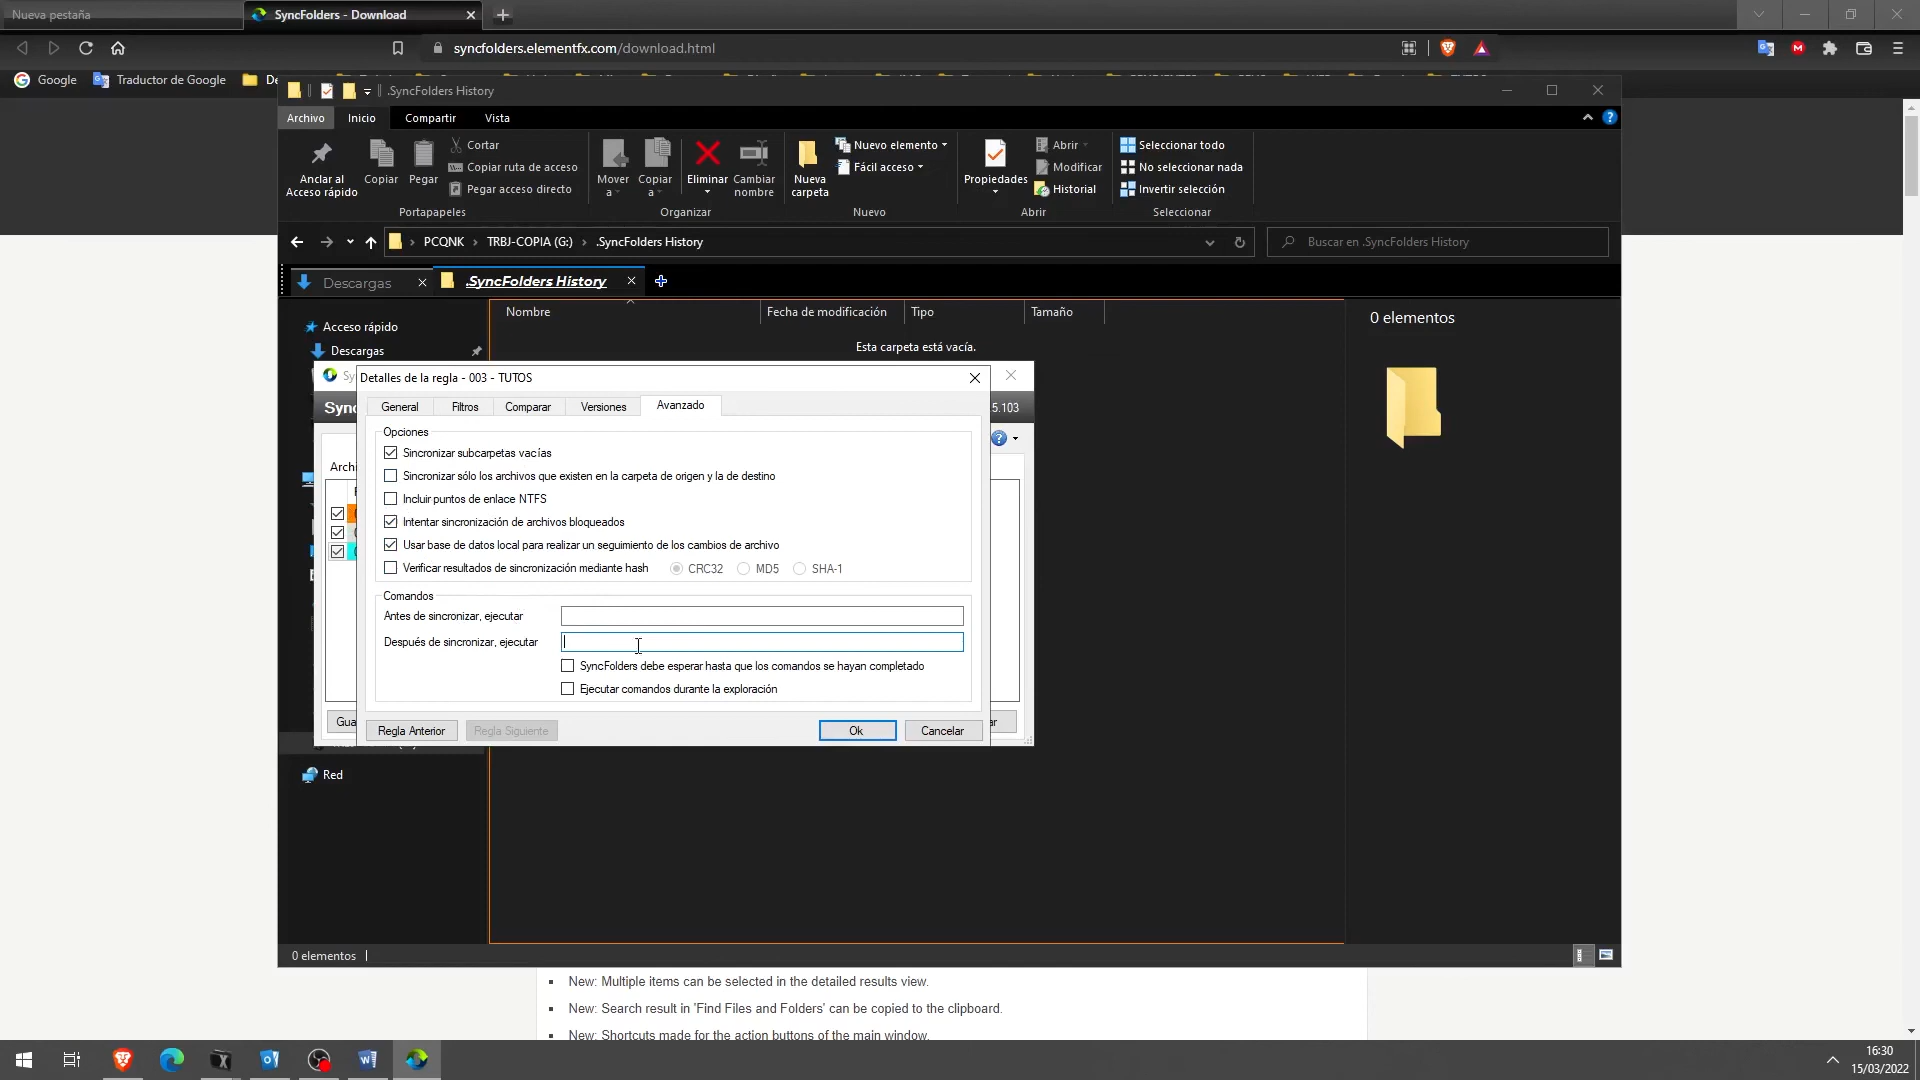 Nueva pestaña
SyncFolders - Download
syncfolders.elementfx.com/download.html
Google
Traductor de Google
.SyncFolders History
Archivo
Inicio
Compartir
Vista
Anclar al
Acceso rápido
Copiar
Pegar
Cortar
Copiar ruta de acceso
Pegar acceso directo
Portapapeles
Mover
a
Copiar
a
Eliminar
Cambiar
nombre
Organizar
Nueva
carpeta
Nuevo elemento
Fácil acceso
Nuevo
Propiedades
Abrir
Modificar
Historial
Abrir
Seleccionar todo
No seleccionar nada
Invertir selección
Seleccionar
PCQNK › TRBJ-COPIA (G:) › .SyncFolders History
Buscar en .SyncFolders History
Descargas
.SyncFolders History
Nombre
Fecha de modificación
Tipo
Tamaño
0 elementos
Acceso rápido
Esta carpeta está vacía.
Descargas
Detalles de la regla - 003 - TUTOS
General
Filtros
Comparar
Versiones
Avanzado
5.103
Opciones
Sincronizar subcarpetas vacías
Sincronizar sólo los archivos que existen en la carpeta de origen y la de destino
Incluir puntos de enlace NTFS
Intentar sincronización de archivos bloqueados
Usar base de datos local para realizar un seguimiento de los cambios de archivo
Verificar resultados de sincronización mediante hash
CRC32
MD5
SHA-1
Comandos
Antes de sincronizar, ejecutar
Después de sincronizar, ejecutar
SyncFolders debe esperar hasta que los comandos se hayan completado
Ejecutar comandos durante la exploración
Regla Anterior
Regla Siguiente
Ok
Cancelar
Red
0 elementos
New: Multiple items can be selected in the detailed results view.
New: Search result in 'Find Files and Folders' can be copied to the clipboard.
New: Shortcuts made for the action buttons of the main window.
16:30
15/03/2022